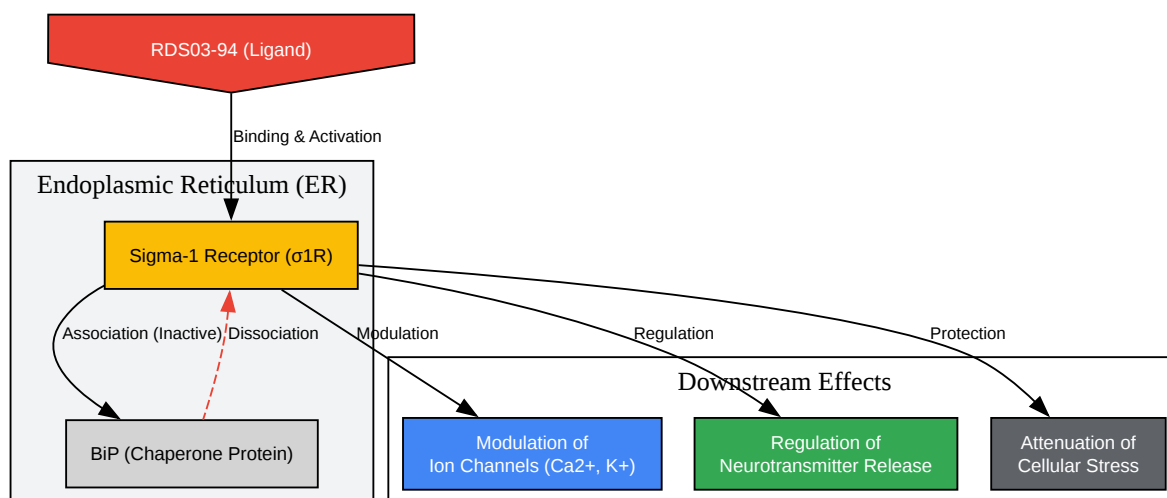 RDS03-94 (Ligand)
Binding & Activation
Endoplasmic Reticulum (ER)
Sigma-1 Receptor (σ1R)
Association (Inactive)
Dissociation
Modulation
Regulation
Protection
Downstream Effects
BiP (Chaperone Protein)
Modulation of
Ion Channels (Ca2+, K+)
Regulation of
Neurotransmitter Release
Attenuation of
Cellular Stress